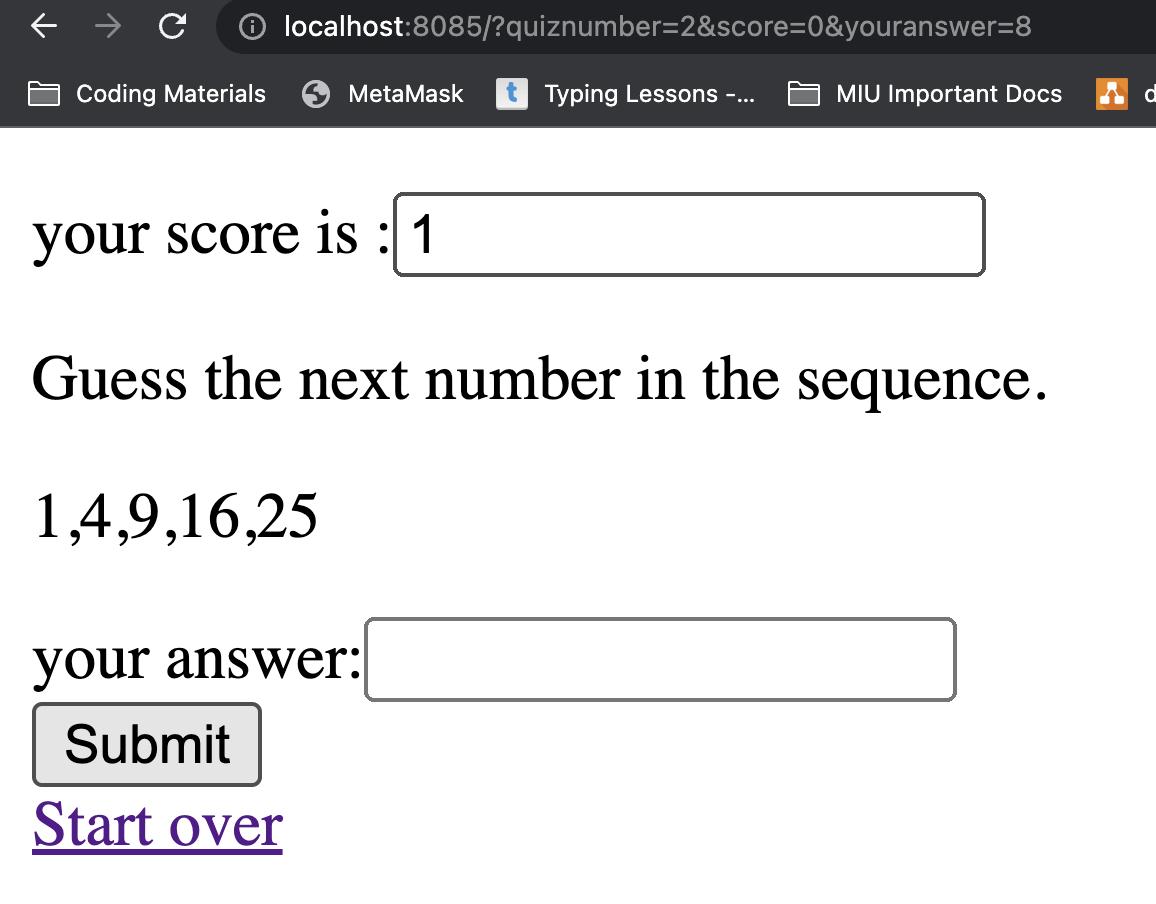 localhost:8085/?quiznumber=2&score=0&youranswer=8
Coding Materials MetaMask t Typing Lessons -... MIU Important Docs d
your score is :1
Guess the next number in the sequence.
1,4,9,16,25
your answer:
Submit
Start over